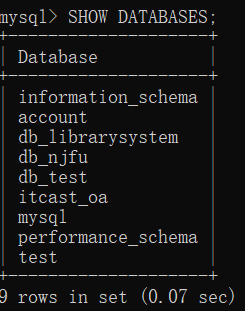 mysql> SHOW DATABASES;
+--------------------+
| Database           |
+--------------------+
| information_schema |
| account            |
| db_librarysystem   |
| db_njfu            |
| db_test            |
| itcast_oa          |
| mysql              |
| performance_schema |
| test               |
+--------------------+
9 rows in set (0.07 sec)